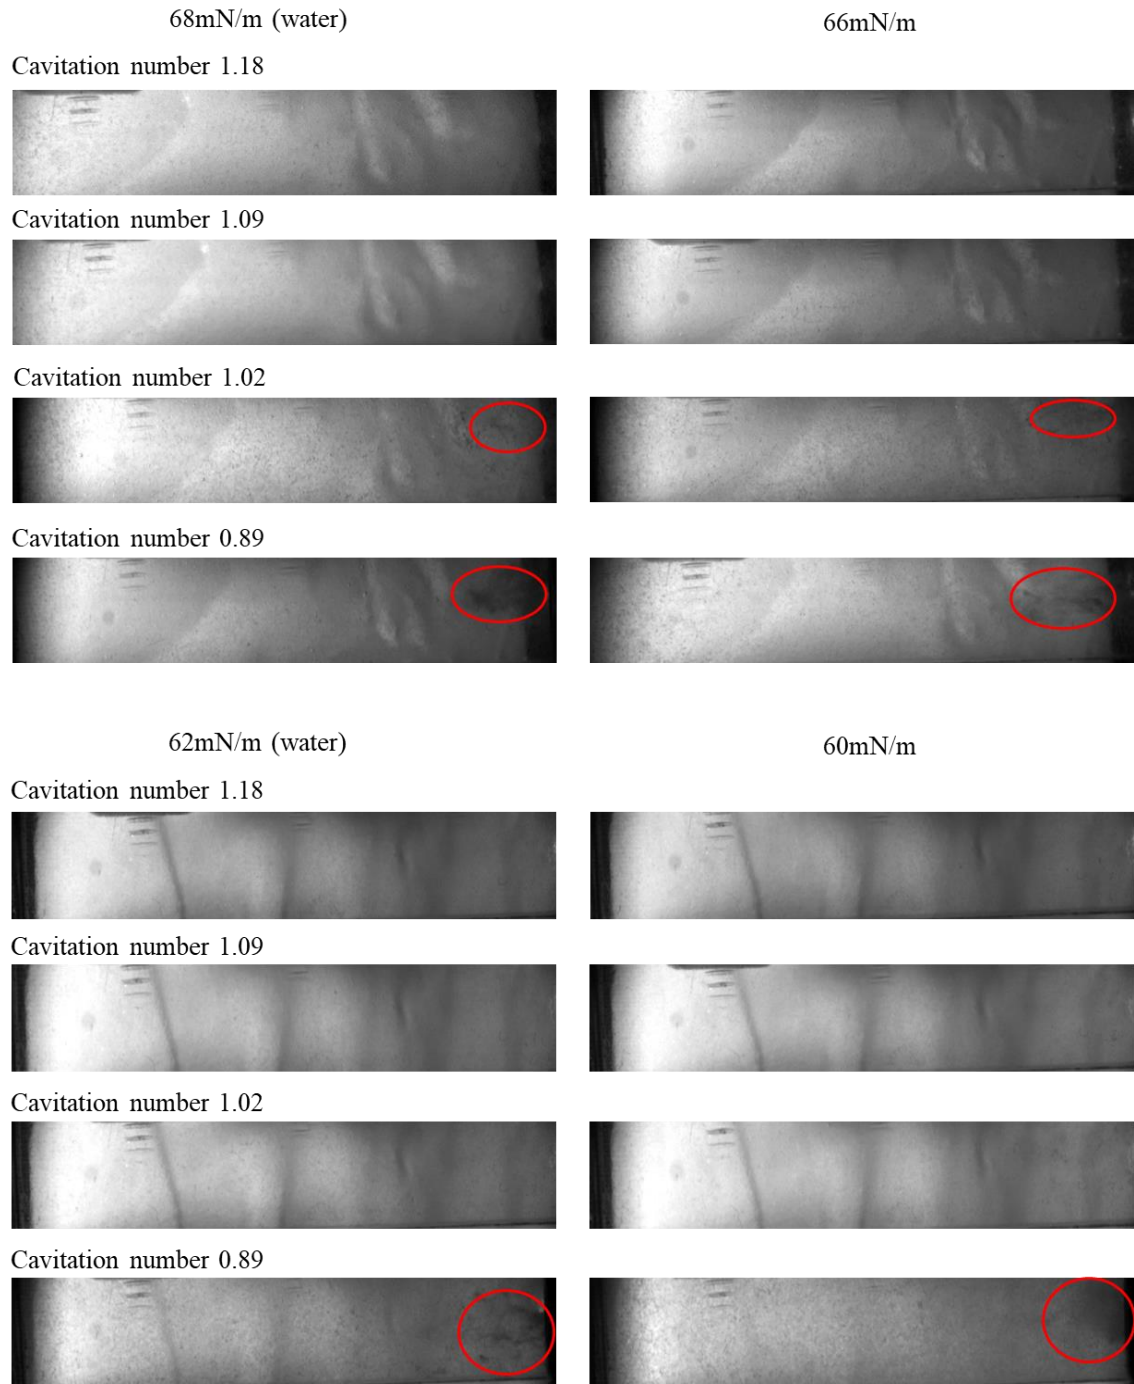 68mN/m (water)
66mN/m
Cavitation number 1.18
Cavitation number 1.09
Cavitation number 1.02
Cavitation number 0.89
62mN/m (water)
60mN/m
Cavitation number 1.18
Cavitation number 1.09
Cavitation number 1.02
Cavitation number 0.89